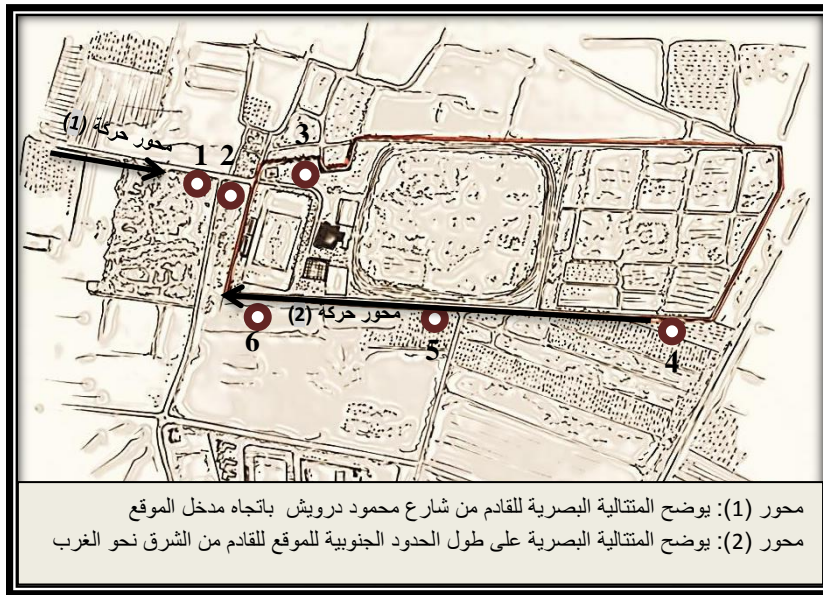 محور حركة (1)
1
2
3
محور حركة (2)
6
5
4
محور (1): يوضح المتتالية البصرية للقادم من شارع محمود درويش باتجاه مدخل الموقع
محور (2): يوضح المتتالية البصرية على طول الحدود الجنوبية للموقع للقادم من الشرق نحو الغرب